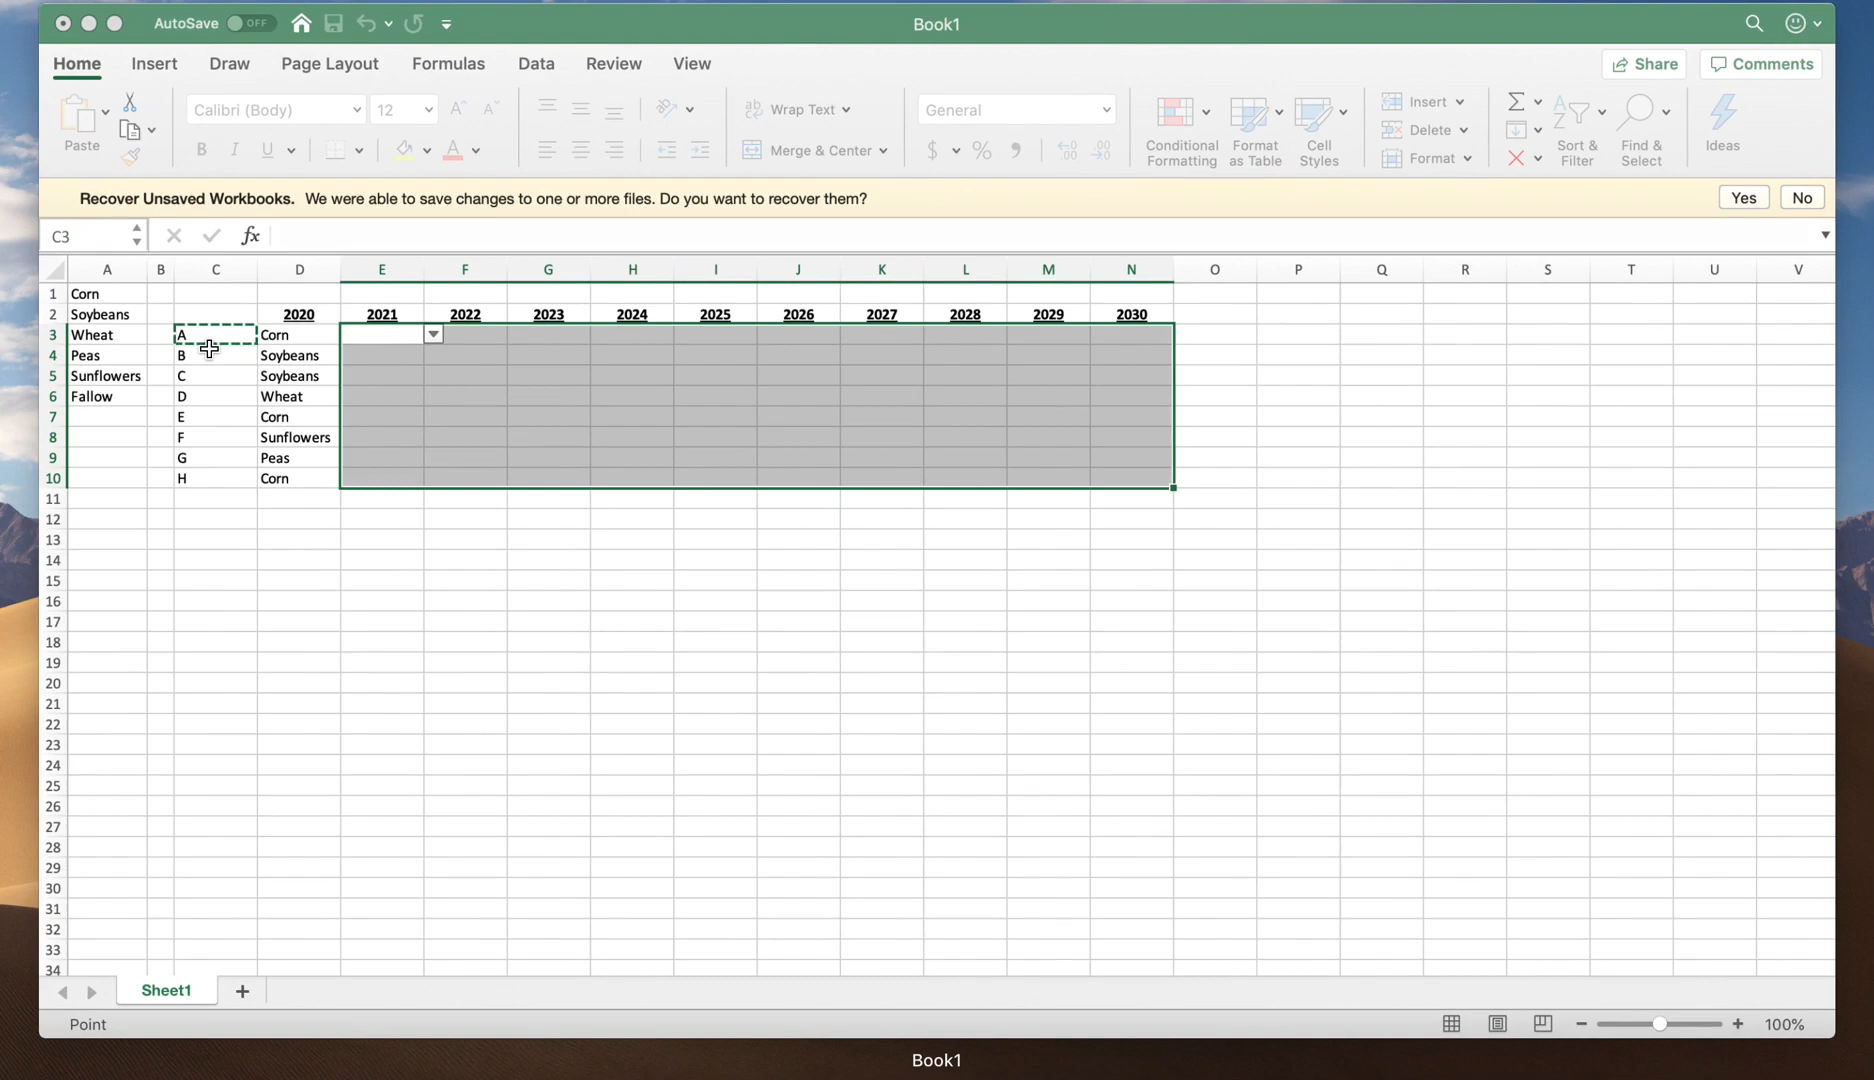 AutoSave OFF Book1
Home Insert Draw Page Layout Formulas Data Review View Share Comments
Paste
Calibri (Body) 12 A^ Aˇ
B I U A
ab Wrap Text
Merge & Center
General
$ % 9 .00 .00
Conditional Formatting
Format as Table
Cell Styles
Insert
Delete
Format
Σ
Sort & Filter
Find & Select
Ideas
Recover Unsaved Workbooks. We were able to save changes to one or more files. Do you want to recover them? Yes No
C3 fx
A B C D E F G H I J K L M N O P Q R S T U V
1 Corn
2 Soybeans 2020 2021 2022 2023 2024 2025 2026 2027 2028 2029 2030
3 Wheat A Corn
4 Peas B Soybeans
5 Sunflowers C Soybeans
6 Fallow D Wheat
7 E Corn
8 F Sunflowers
9 G Peas
10 H Corn
11
12
13
14
15
16
17
18
19
20
21
22
23
24
25
26
27
28
29
30
31
32
33
34
Sheet1 +
Point 100%
Book1